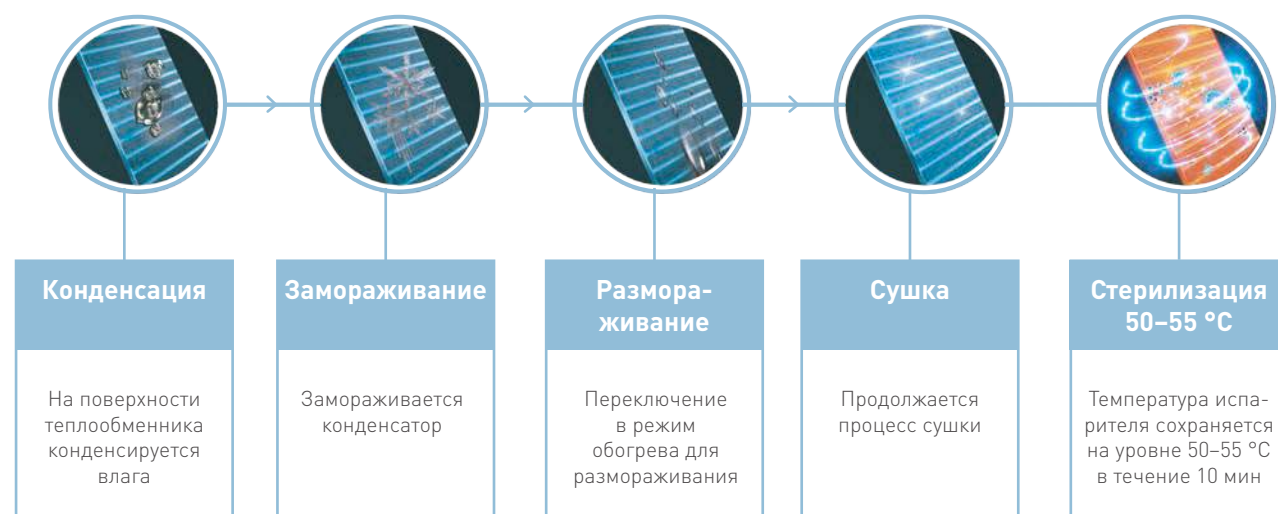 Конденсация
На поверхности
теплообменника
конденсируется
влага
Замораживание
Замораживается
конденсатор
Размора-
живание
Переключение
в режим
обогрева для
размораживания
Сушка
Продолжается
процесс сушки
Стерилизация
50–55 °C
Температура испа-
рителя сохраняется
на уровне 50–55 °C
в течение 10 мин